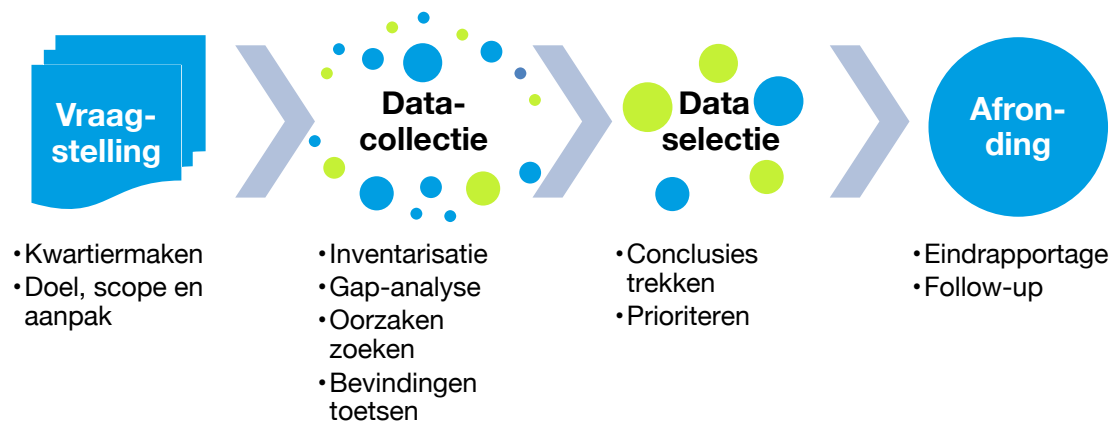 Vraag-
stelling
Data-
collectie
Data
selectie
Afron-
ding
•Kwartiermaken
•Doel, scope en
aanpak
•Inventarisatie
•Gap-analyse
•Oorzaken
zoeken
•Bevindingen
toetsen
•Conclusies
trekken
•Prioriteren
•Eindrapportage
•Follow-up